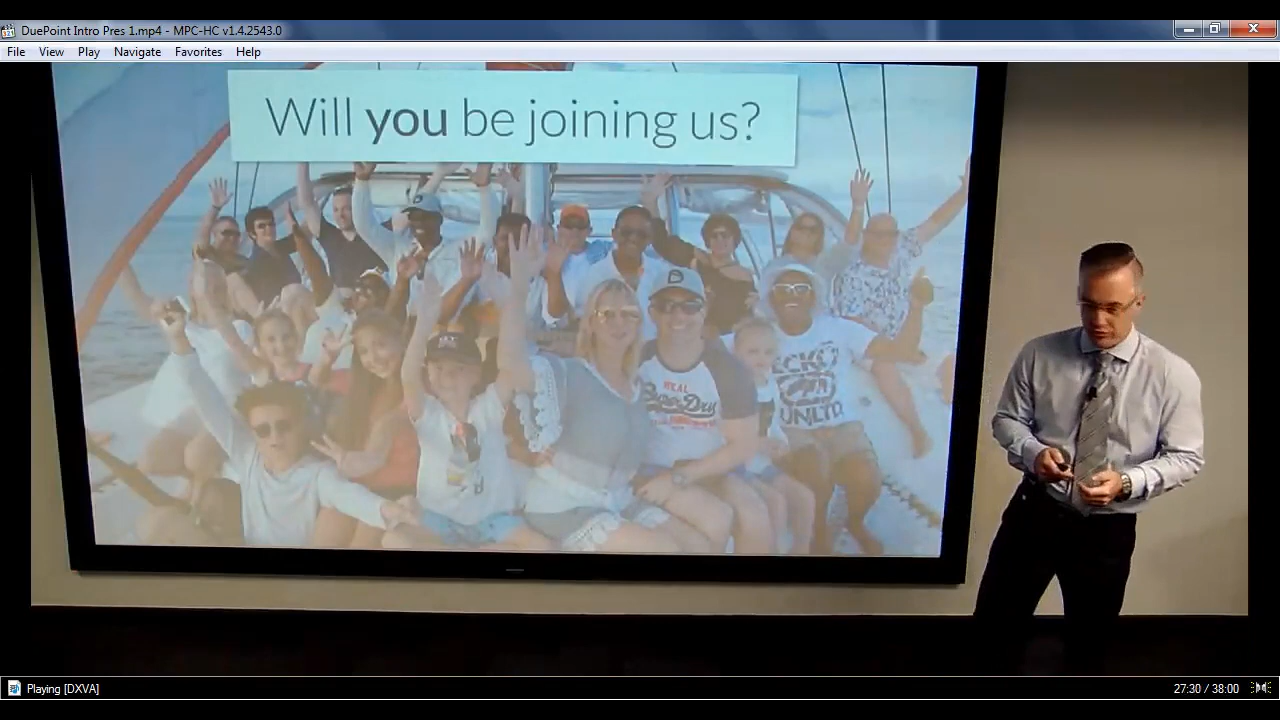 DuePoint Intro Pres 1.mp4 - MPC-HC v1.4.2543.0
File View Play Navigate Favorites Help
Will you be joining us?
REAL
ECKŌ
UNLTD
Playing [DXVA]
27:30 / 38:00